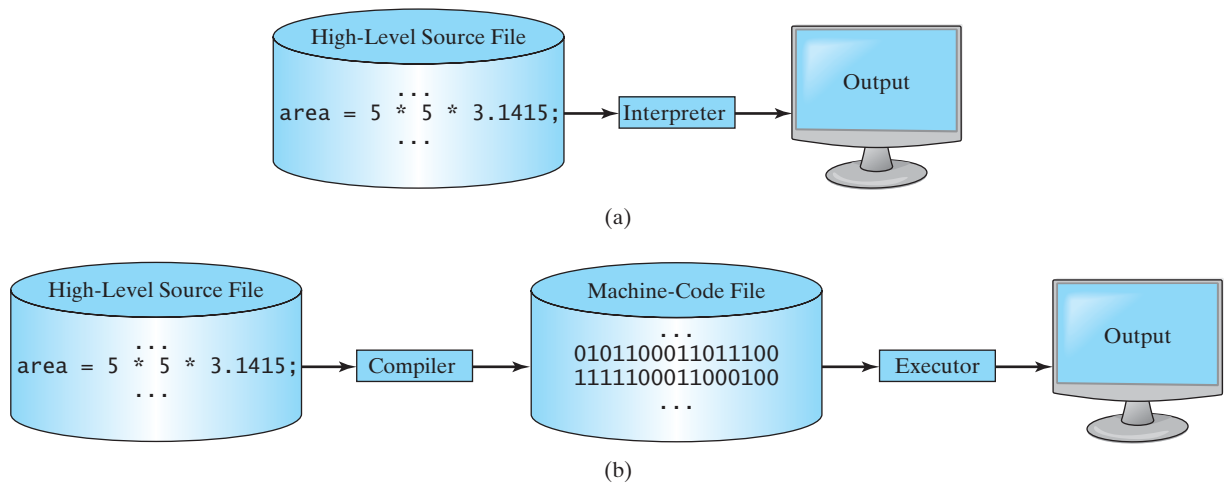 High-Level Source File
...
area = 5 * 5 * 3.1415;
...
Interpreter
Output
(a)
High-Level Source File
...
area = 5 * 5 * 3.1415;
...
Compiler
Machine-Code File
...
0101100011011100
1111100011000100
...
Executor
Output
(b)